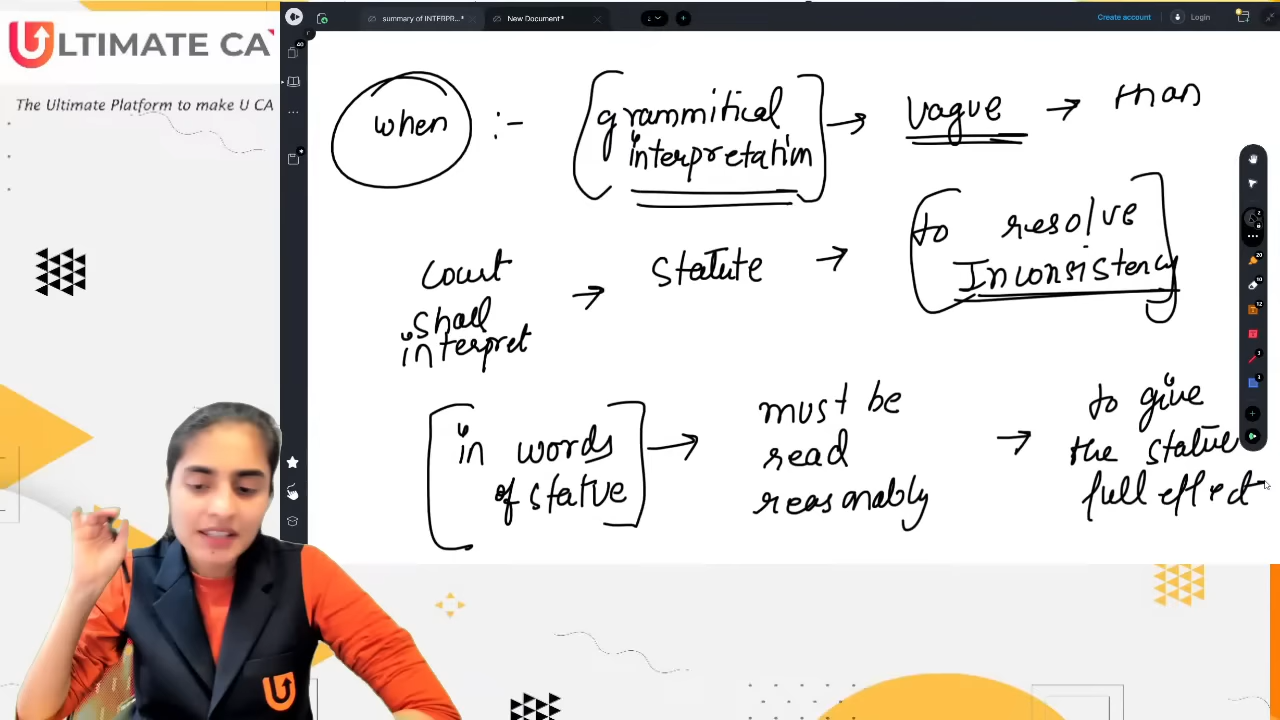 ULTIMATE CA
The Ultimate Platform to make U CA
summary of INTERPR...*
New Document*
Create account
Login
when :- grammitical interpretation → vague → than
court shall interpret → statute → to resolve Inconsistency
in words of statue → must be read reasonably → to give the statue full effect